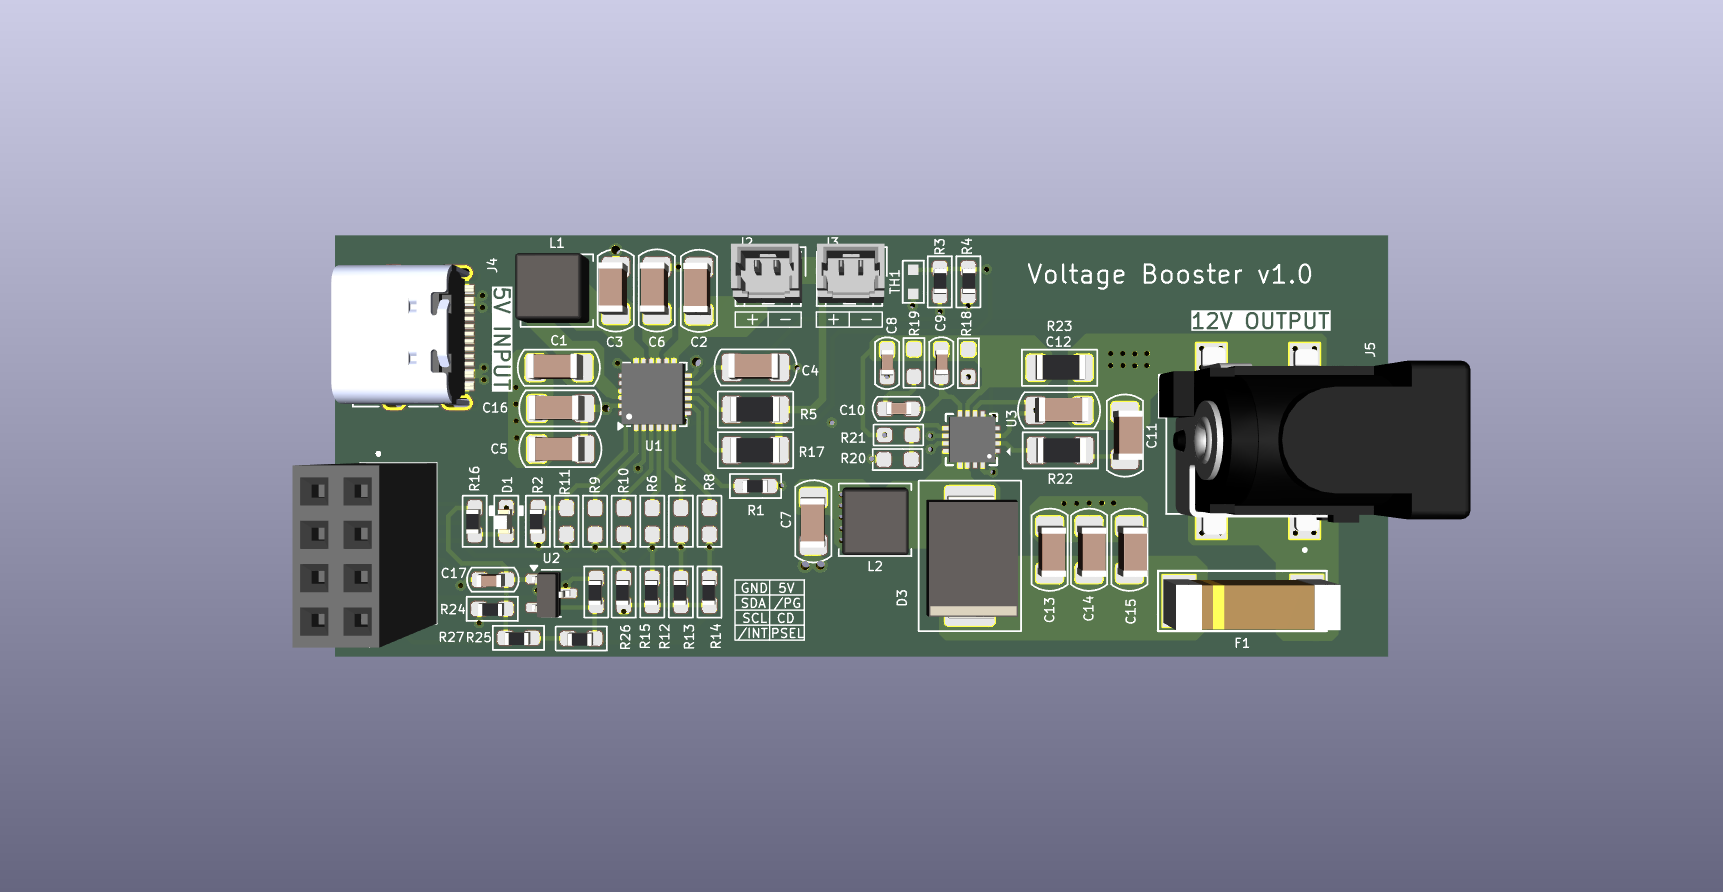 L1
J2
J3
R3
R4
J4
TH1
Voltage Booster v1.0
5V INPUT
+ −
+ −
C8
R19
C9
R18
12V OUTPUT
C1
C3
C6
C2
R23
C12
J5
C4
C16
C10
R5
U3
C11
C5
U1
R21
R17
R20
R16
D1
R2
R11
R9
R10
R6
R7
R8
R22
R1
C7
U2
L2
C17
GND 5V
SDA /PG
SCL CD
/INT PSEL
D3
C13
C14
C15
R24
R27
R25
R26
R15
R12
R13
R14
F1